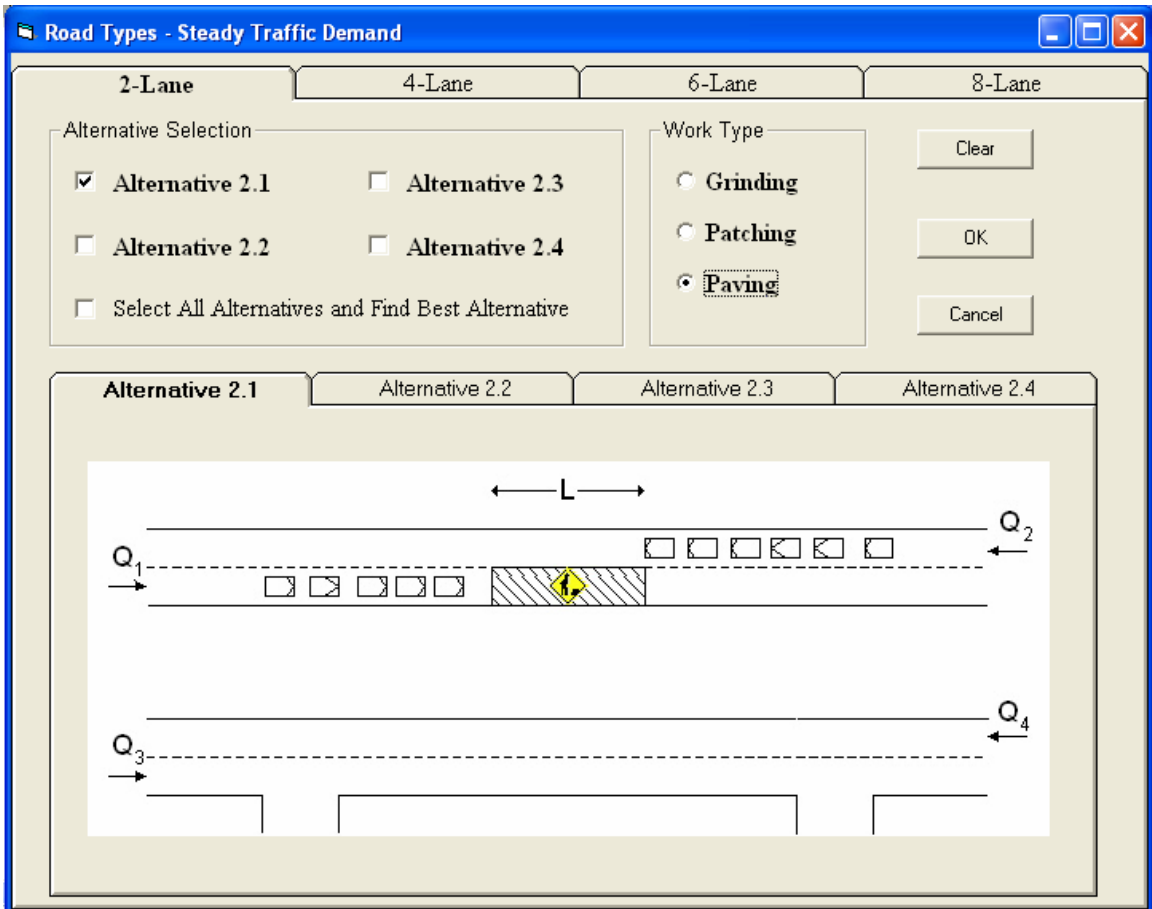 Road Types - Steady Traffic Demand
2-Lane 4-Lane 6-Lane 8-Lane
Alternative Selection
Alternative 2.1 Alternative 2.3
Alternative 2.2 Alternative 2.4
Select All Alternatives and Find Best Alternative
Work Type
Grinding
Patching
Paving
Clear
OK
Cancel
Alternative 2.1 Alternative 2.2 Alternative 2.3 Alternative 2.4
L
Q2
Q1
Q4
Q3